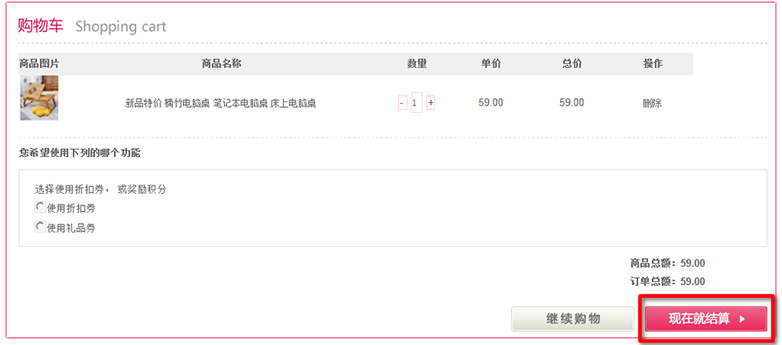 购物车 Shopping cart
商品图片 商品名称 数量 单价 总价 操作
新品特价 楠竹电脑桌 笔记本电脑桌 床上电脑桌 - 1 + 59.00 59.00 删除
您希望使用下列的哪个功能
选择使用折扣券， 或奖励积分
使用折扣券
使用礼品券
商品总额：59.00
订单总额：59.00
继续购物 现在就结算